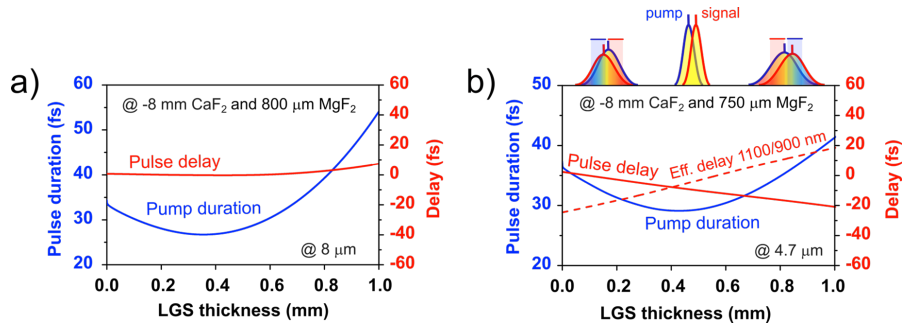 pump signal
a)
60
50
40
30
20
Pulse duration (fs)
@ -8 mm CaF₂ and 800 μm MgF₂
Pulse delay
Pump duration
@ 8 μm
60
40
20
0
-20
-40
-60
Delay (fs)
0.0 0.2 0.4 0.6 0.8 1.0
LGS thickness (mm)
b)
50
40
30
20
Pulse duration (fs)
@ -8 mm CaF₂ and 750 μm MgF₂
Pulse delay
Eff. delay 1100/900 nm
Pump duration
@ 4.7 μm
60
40
20
0
-20
-40
-60
Delay (fs)
0.0 0.2 0.4 0.6 0.8 1.0
LGS thickness (mm)